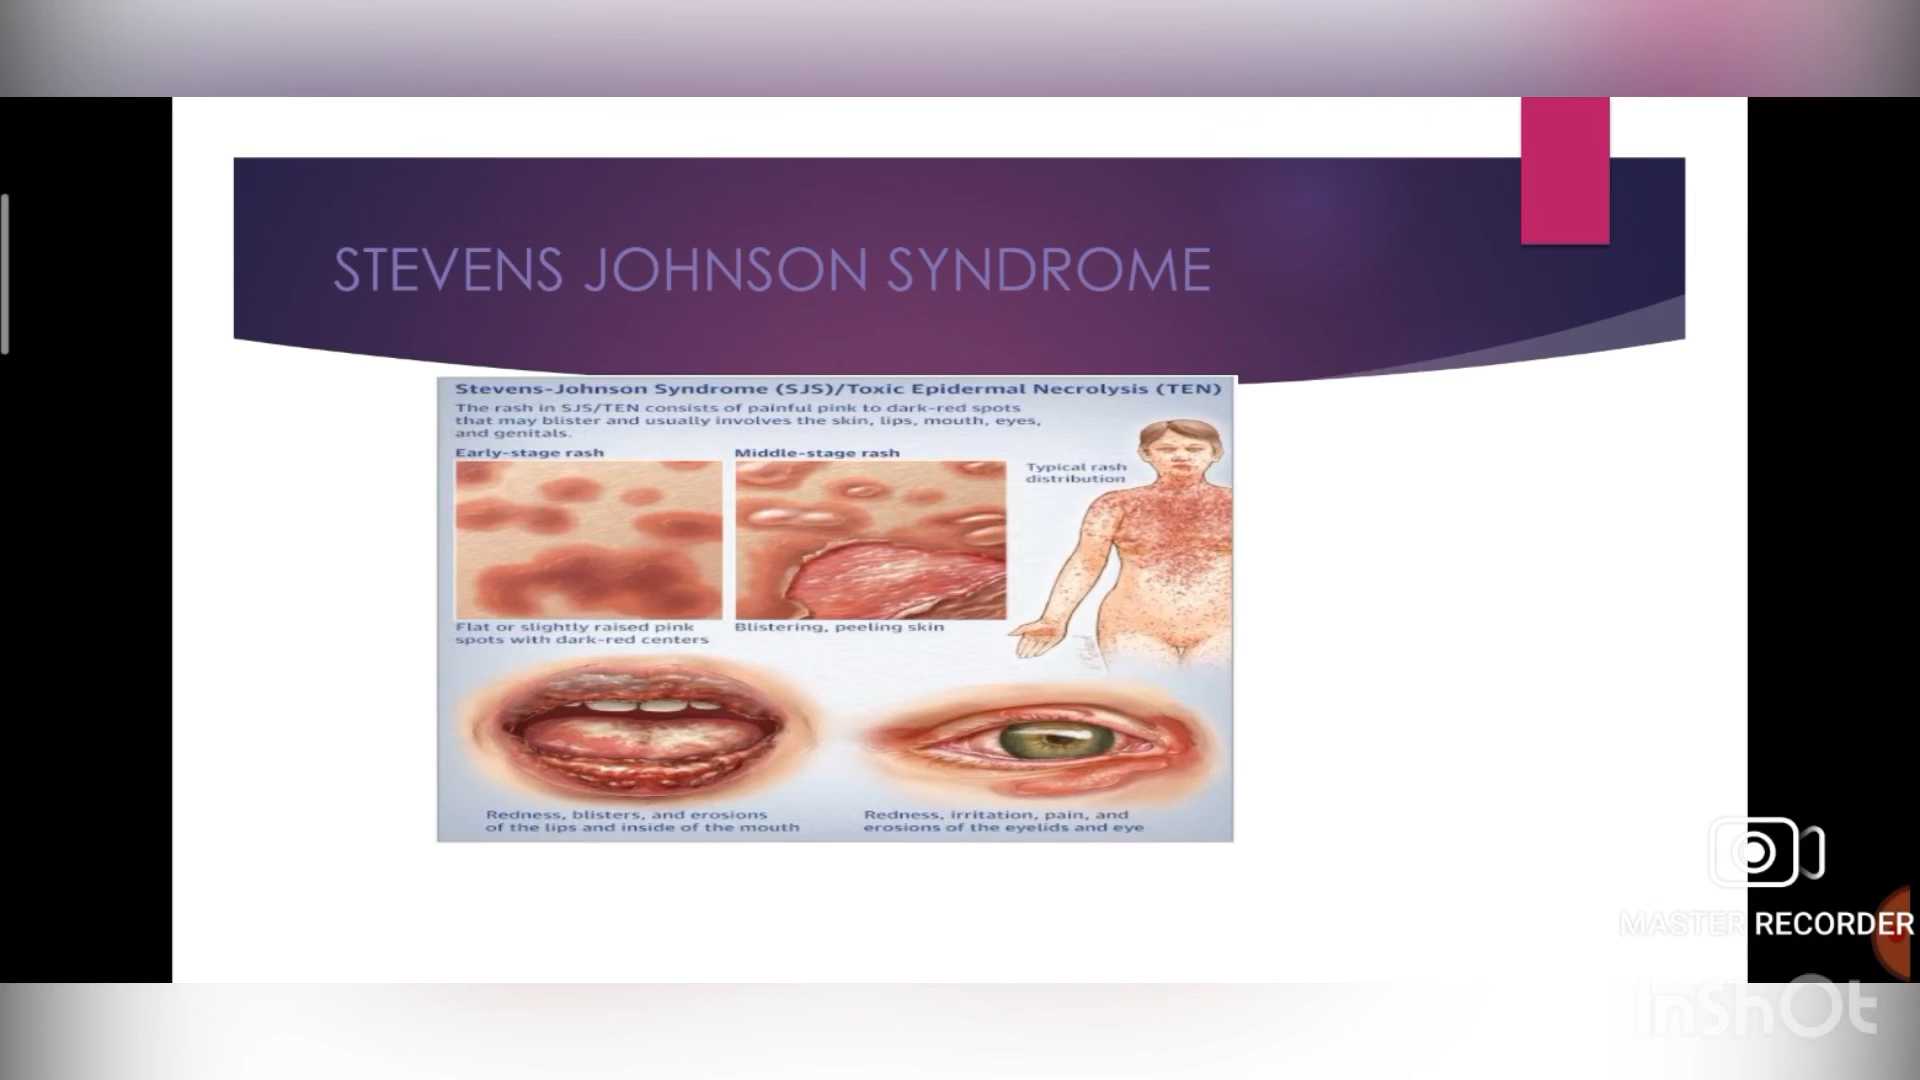 STEVENS JOHNSON SYNDROME
Stevens-Johnson Syndrome (SJS)/Toxic Epidermal Necrolysis (TEN)
The rash in SJS/TEN consists of painful pink to dark-red spots
that may blister and usually involves the skin, lips, mouth, eyes,
and genitals.
Early-stage rash
Middle-stage rash
Typical rash
distribution
Flat or slightly raised pink
spots with dark-red centers
Blistering, peeling skin
Redness, blisters, and erosions
of the lips and inside of the mouth
Redness, irritation, pain, and
erosions of the eyelids and eye
MASTER RECORDER
InShOt